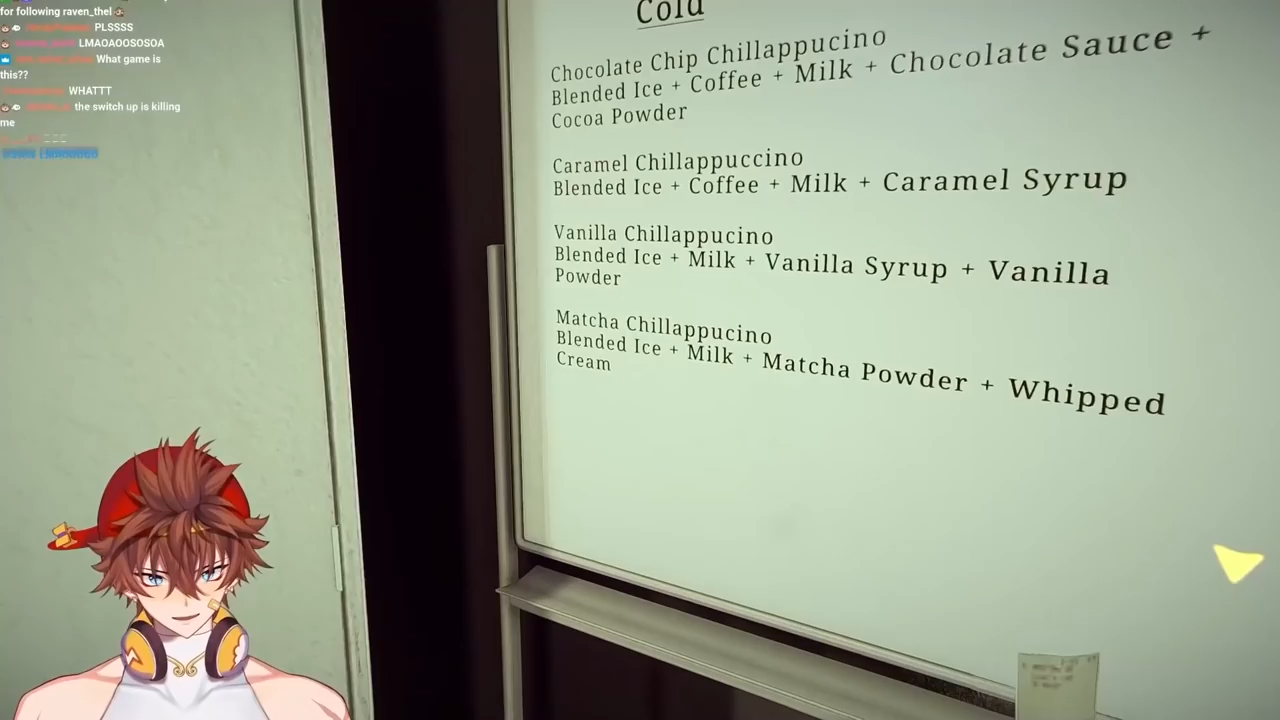 for following raven_thel
PLSSSS
LMAOAOOSOSOA
What game is
this??
WHATTT
the switch up is killing
me
Cold
Chocolate Chip Chillappucino
Blended Ice + Coffee + Milk + Chocolate Sauce +
Cocoa Powder
Caramel Chillappuccino
Blended Ice + Coffee + Milk + Caramel Syrup
Vanilla Chillappucino
Blended Ice + Milk + Vanilla Syrup + Vanilla
Powder
Matcha Chillappucino
Blended Ice + Milk + Matcha Powder + Whipped
Cream